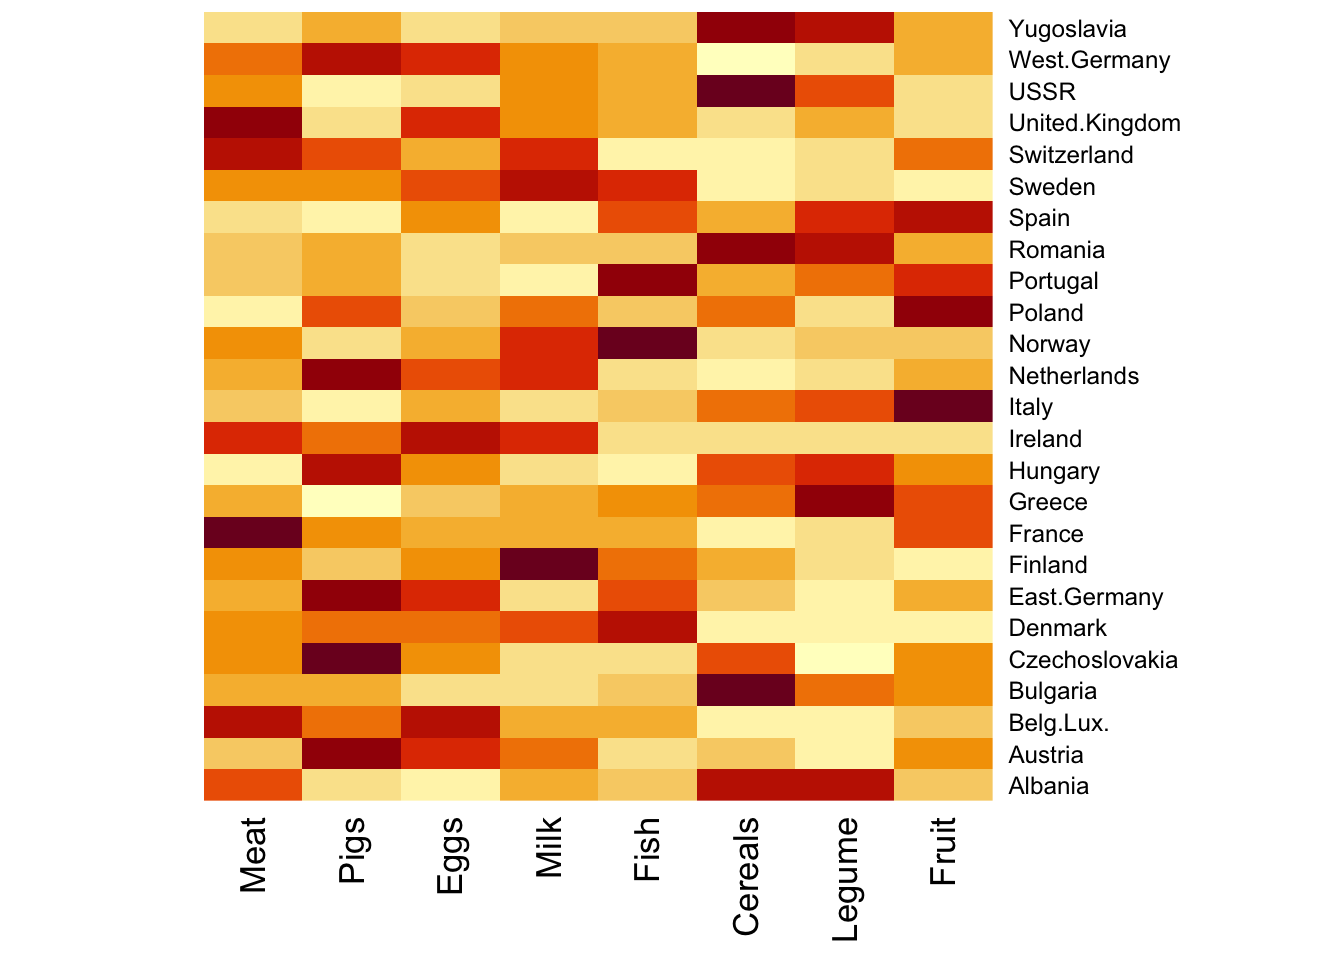 Yugoslavia
West.Germany
USSR
United.Kingdom
Switzerland
Sweden
Spain
Romania
Portugal
Poland
Norway
Netherlands
Italy
Ireland
Hungary
Greece
France
Finland
East.Germany
Denmark
Czechoslovakia
Bulgaria
Belg.Lux.
Austria
Albania
Meat
Pigs
Eggs
Milk
Fish
Cereals
Legume
Fruit